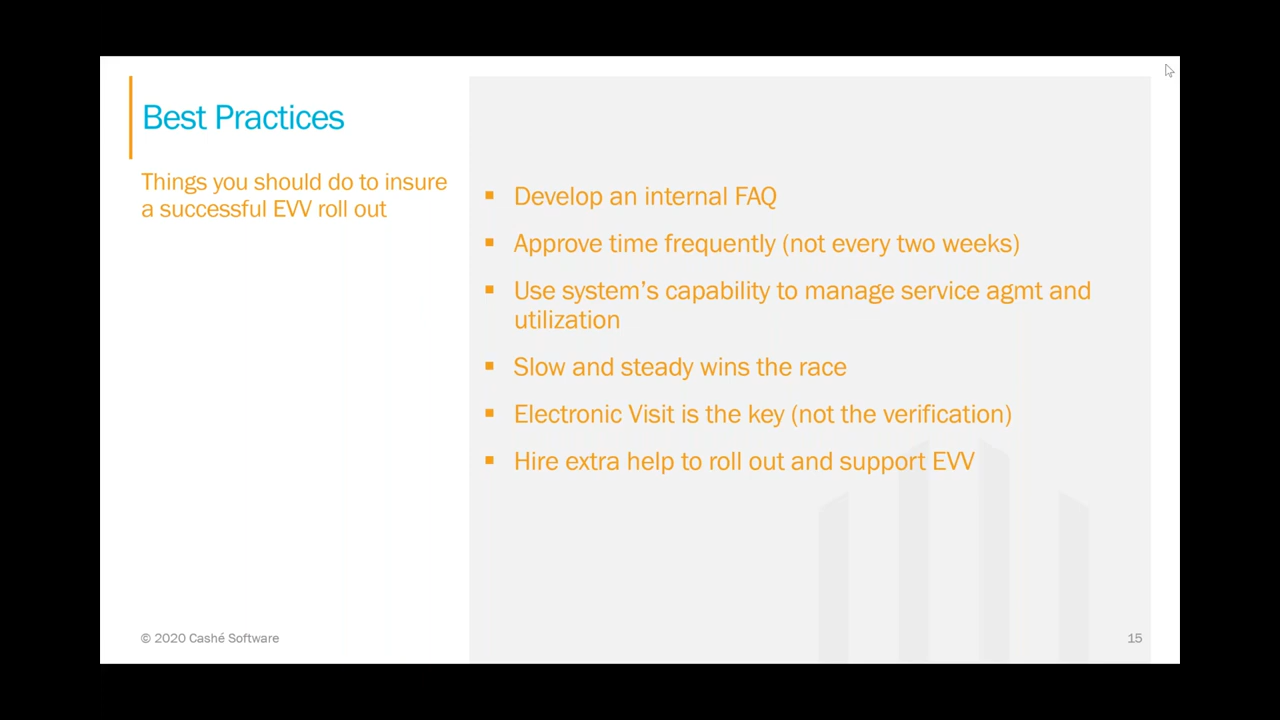 Best Practices
Things you should do to insure
a successful EVV roll out
▪ Develop an internal FAQ
▪ Approve time frequently (not every two weeks)
▪ Use system’s capability to manage service agmt and
utilization
▪ Slow and steady wins the race
▪ Electronic Visit is the key (not the verification)
▪ Hire extra help to roll out and support EVV
© 2020 Cashé Software
15